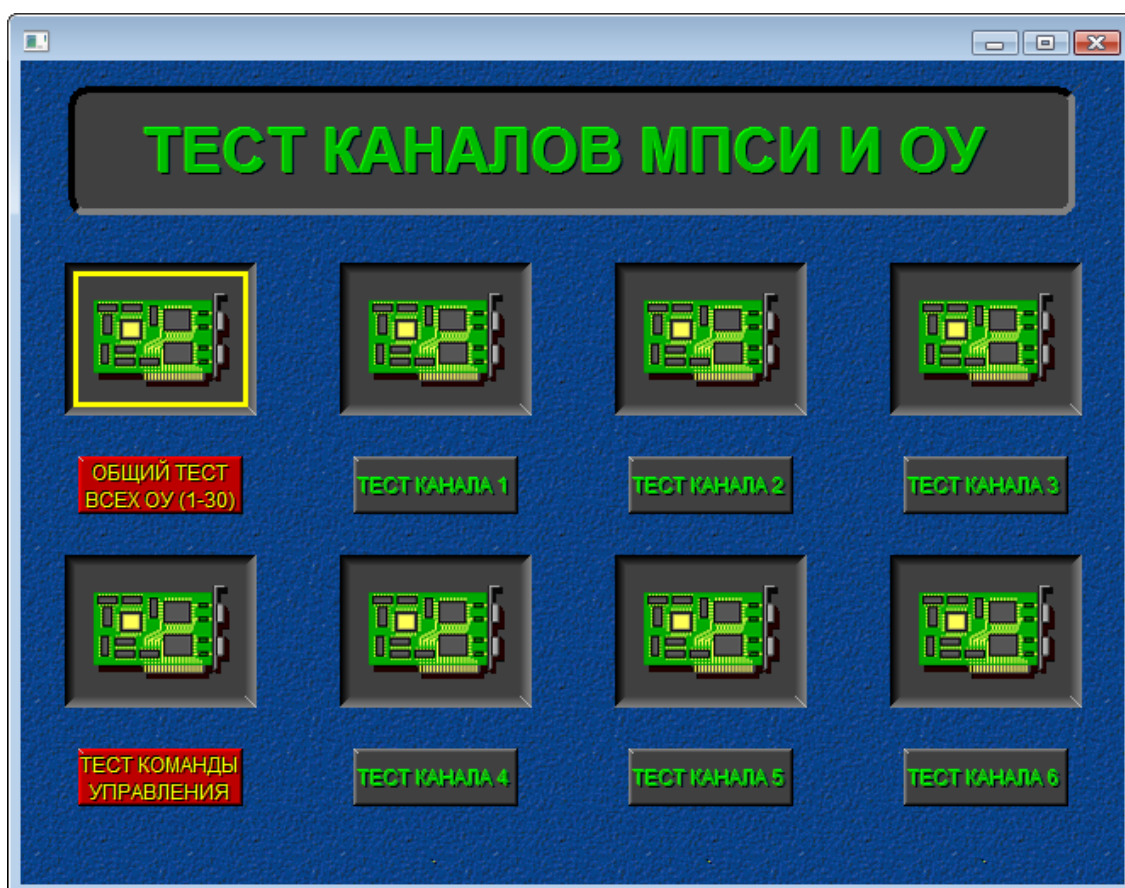 ТЕСТ КАНАЛОВ МПСИ И ОУ
ОБЩИЙ ТЕСТ
ВСЕХ ОУ (1-30)
ТЕСТ КАНАЛА 1
ТЕСТ КАНАЛА 2
ТЕСТ КАНАЛА 3
ТЕСТ КОМАНДЫ
УПРАВЛЕНИЯ
ТЕСТ КАНАЛА 4
ТЕСТ КАНАЛА 5
ТЕСТ КАНАЛА 6